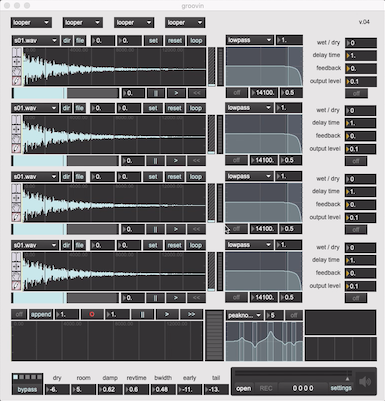 groovin
looper looper looper looper v.04
s01.wav dir file 0. set reset loop lowpass 1. wet / dry 0
delay time 1.
feedback 0.
output level 0.1
0. || > << off 14100. 0.5 off
s01.wav dir file 0. set reset loop lowpass 1. wet / dry 0
delay time 1.
feedback 0.
output level 0.1
0. || > << off 14100. 0.5 off
s01.wav dir file 0. set reset loop lowpass 1. wet / dry 0
delay time 1.
feedback 0.
output level 0.1
0. || > << off 14100. 0.5 off
s01.wav dir file 0. set reset loop lowpass 1. wet / dry 0
delay time 1.
feedback 0.
output level 0.1
0. || > << off 14100. 0.5 off
off append 1. 0 1. || > >> peakno... 5 off
dry room damp revtime bwidth early tail
bypass -6. 5. 0.62 0.6 0.48 -11. -13.
open REC 0 0 0 0 settings